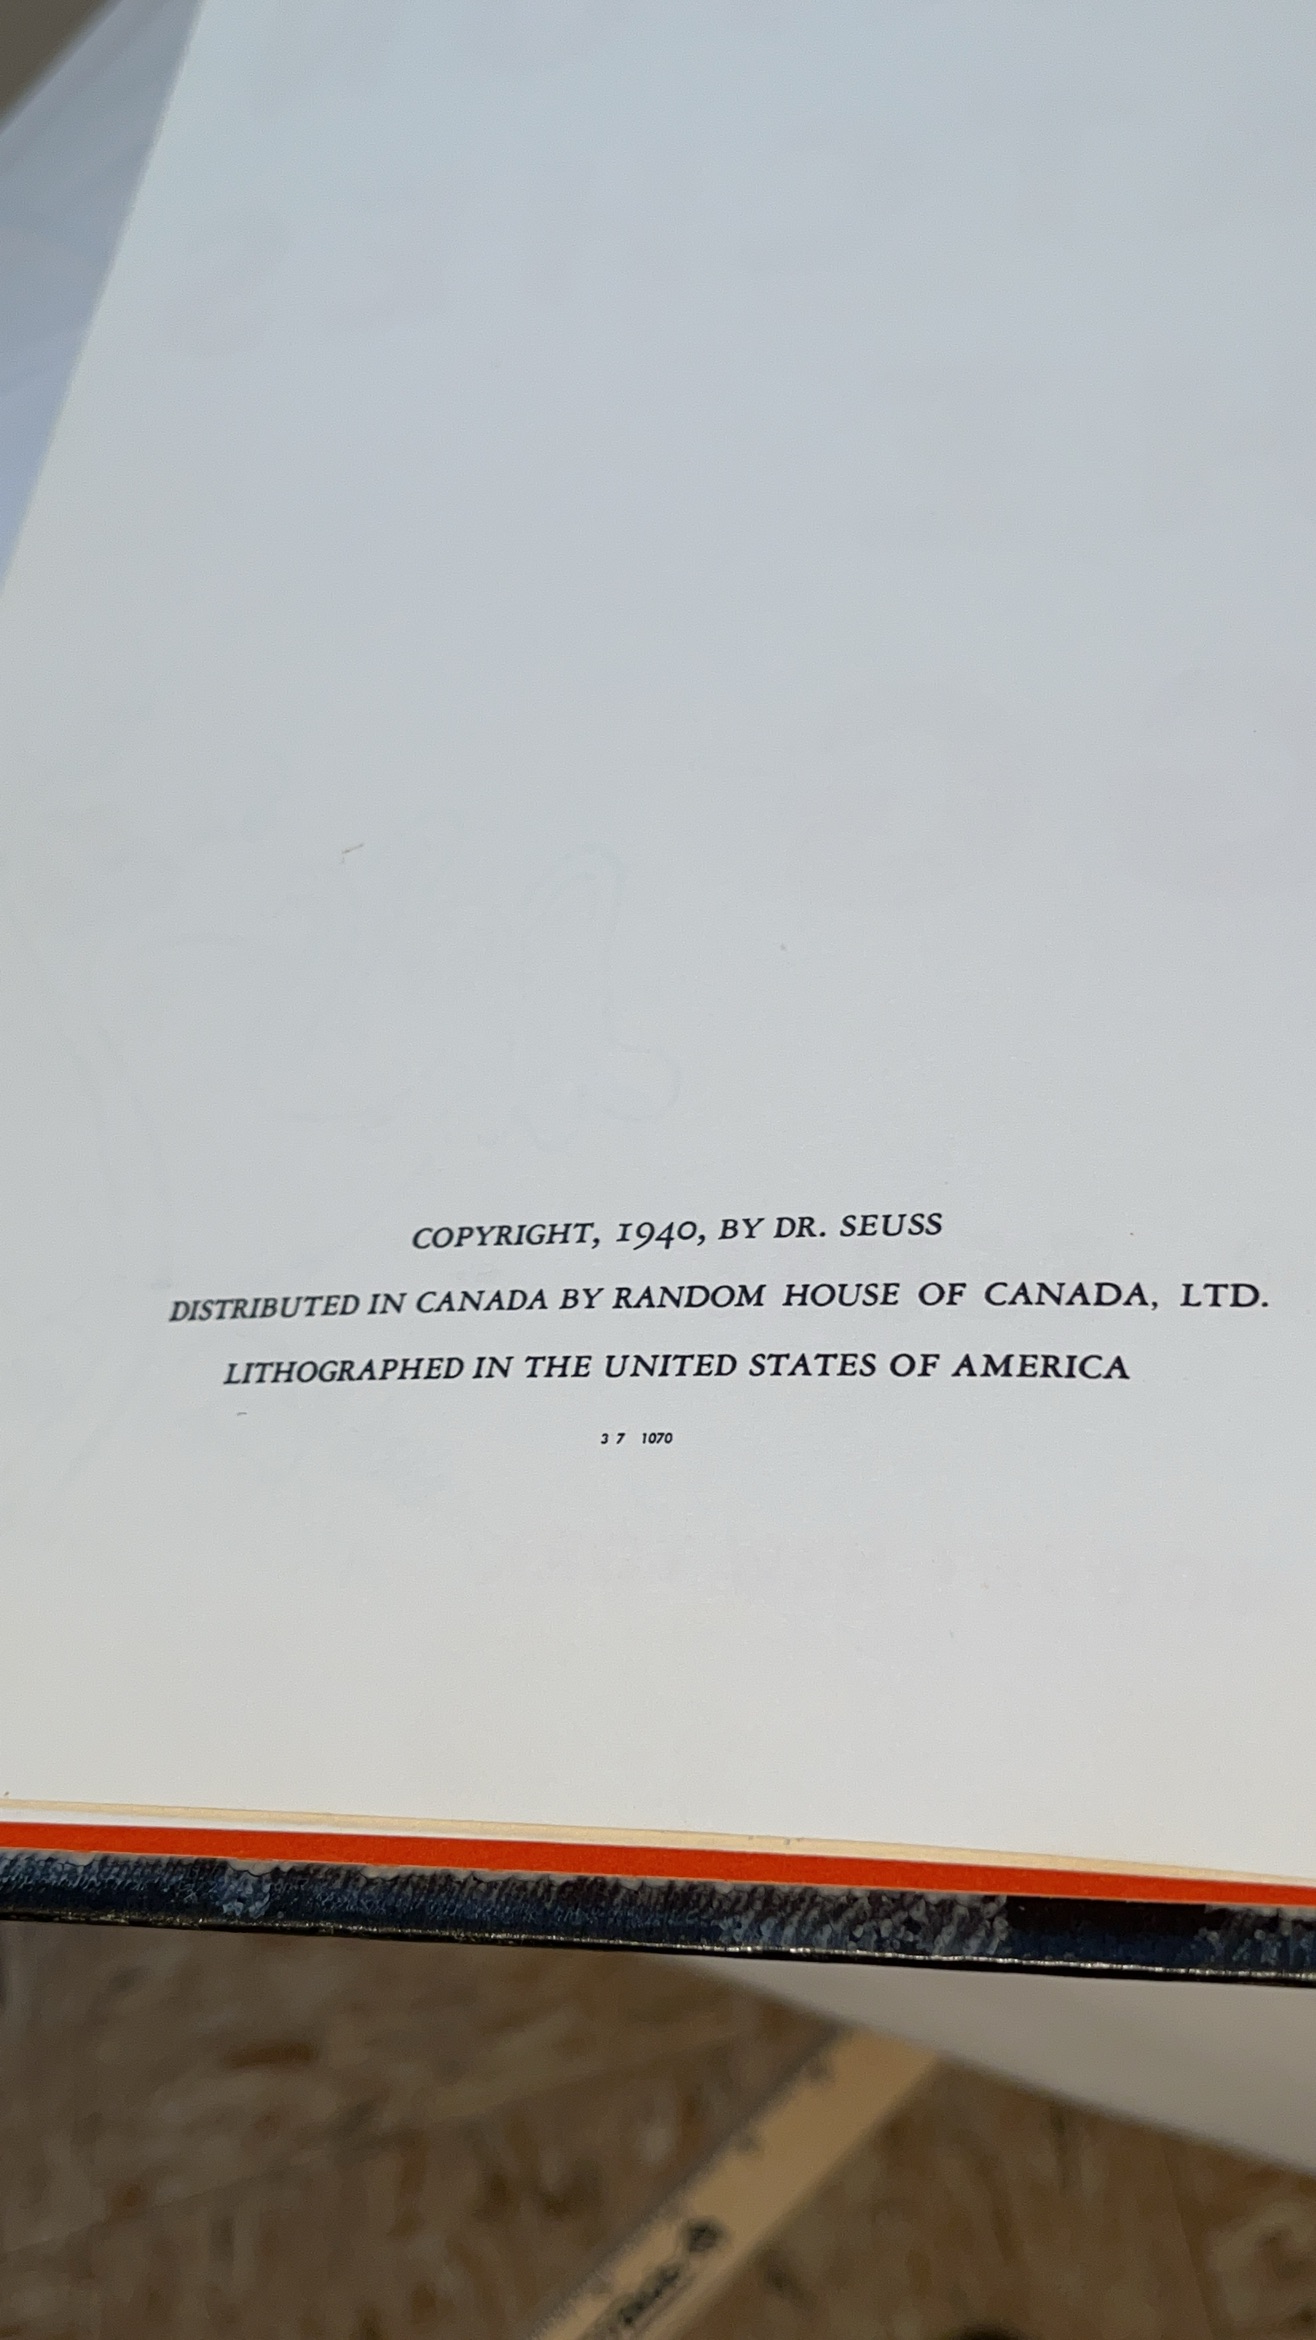 COPYRIGHT, 1940, BY DR. SEUSS
DISTRIBUTED IN CANADA BY RANDOM HOUSE OF CANADA, LTD.
LITHOGRAPHED IN THE UNITED STATES OF AMERICA
3 7 1070